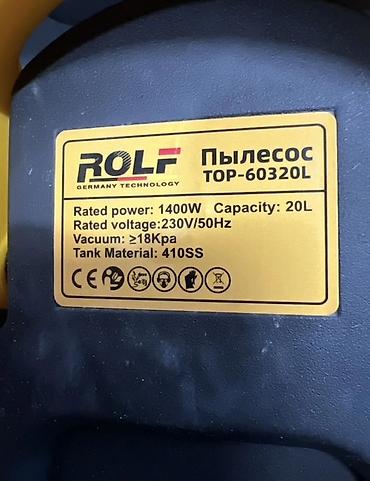 ROLF
GERMANY TECHNOLOGY
Пылесос
TOP-60320L
Rated power: 1400W Capacity: 20L
Rated voltage:230V/50Hz
Vacuum: ≥18Kpa
Tank Material: 410SS
CE